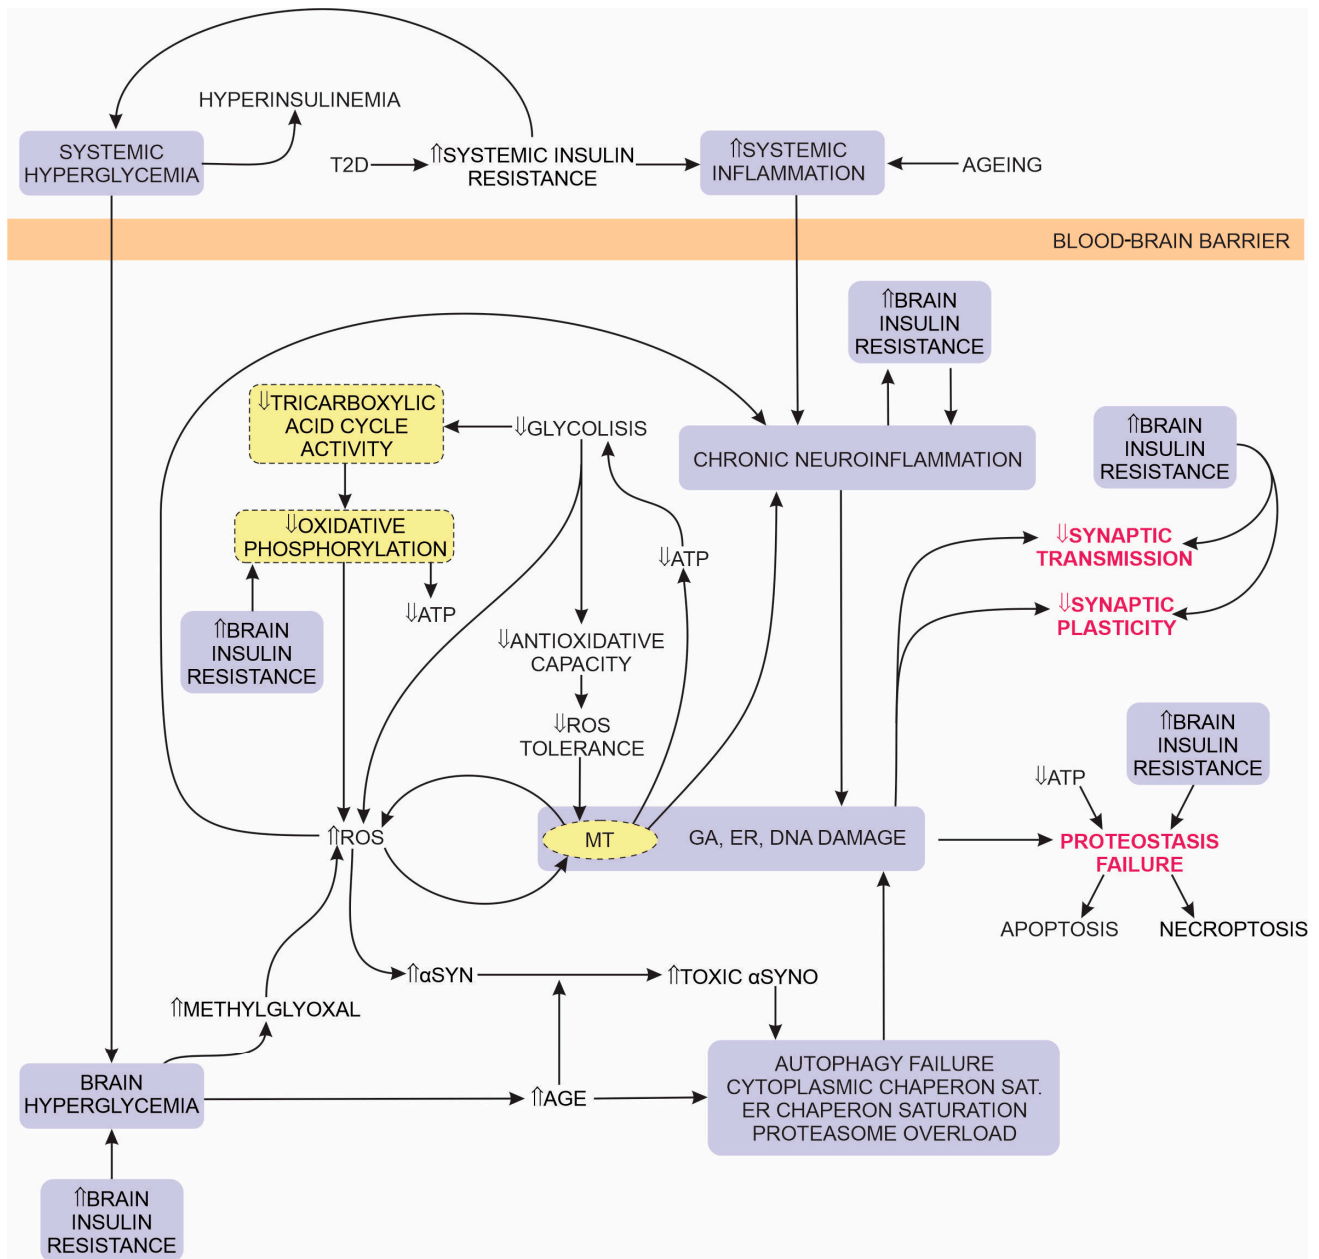 HYPERINSULINEMIA
SYSTEMIC
HYPERGLYCEMIA
T2D
⇑SYSTEMIC INSULIN
RESISTANCE
⇑SYSTEMIC
INFLAMMATION
AGEING
BLOOD-BRAIN BARRIER
⇑BRAIN
INSULIN
RESISTANCE
⇓TRICARBOXYLIC
ACID CYCLE
ACTIVITY
⇓GLYCOLISIS
CHRONIC NEUROINFLAMMATION
⇑BRAIN
INSULIN
RESISTANCE
⇓OXIDATIVE
PHOSPHORYLATION
⇓ATP
⇓SYNAPTIC
TRANSMISSION
⇓ATP
⇓SYNAPTIC
PLASTICITY
⇑BRAIN
INSULIN
RESISTANCE
⇓ANTIOXIDATIVE
CAPACITY
⇓ROS
TOLERANCE
⇑BRAIN
INSULIN
RESISTANCE
⇓ATP
⇑ROS
MT
GA, ER, DNA DAMAGE
PROTEOSTASIS
FAILURE
APOPTOSIS
NECROPTOSIS
⇑αSYN
⇑TOXIC αSYNO
⇑METHYLGLYOXAL
BRAIN
HYPERGLYCEMIA
⇑AGE
AUTOPHAGY FAILURE
CYTOPLASMIC CHAPERON SAT.
ER CHAPERON SATURATION
PROTEASOME OVERLOAD
⇑BRAIN
INSULIN
RESISTANCE